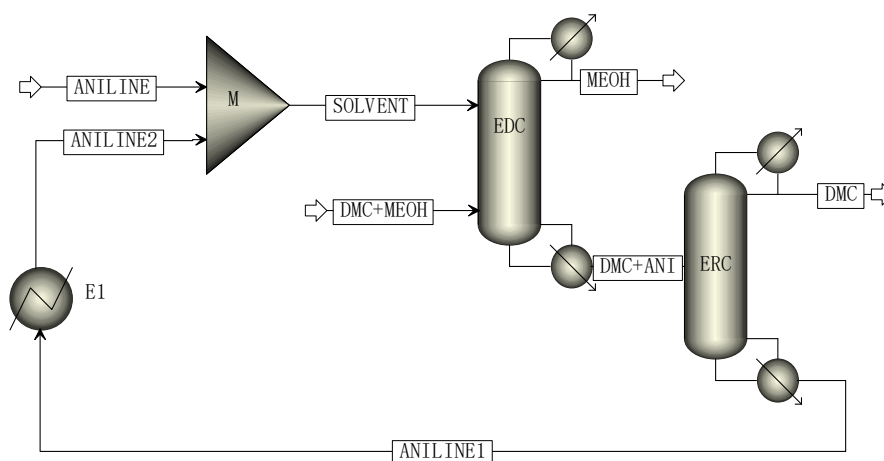 ANILINE
M
SOLVENT
ANILINE2
EDC
MEOH
DMC+MEOH
DMC
DMC+ANI
ERC
E1
ANILINE1